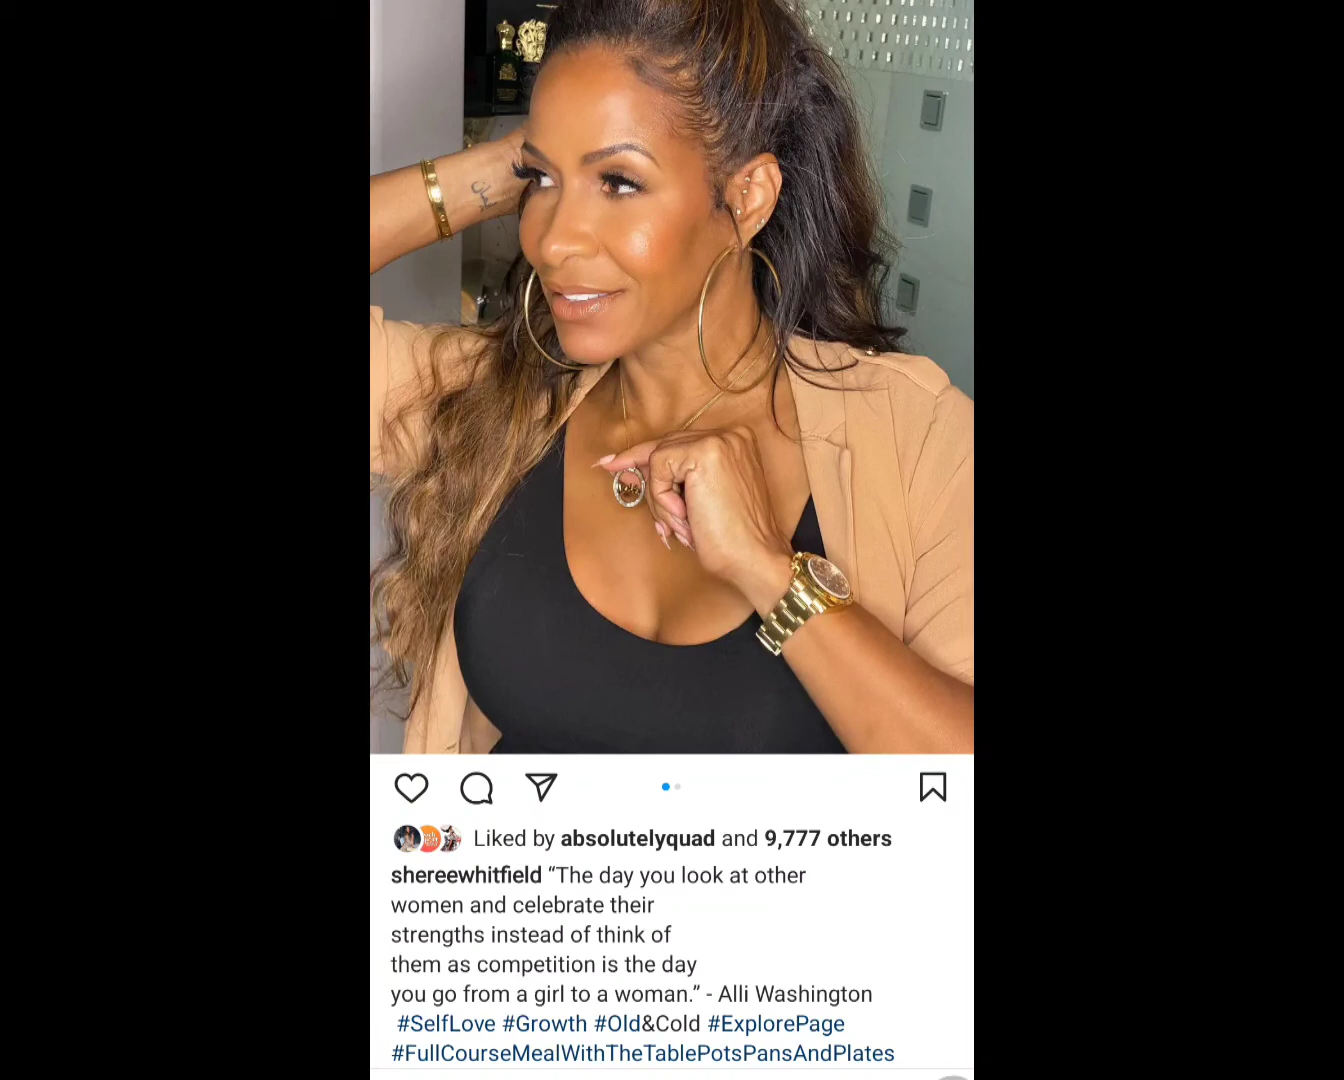 Liked by absolutelyquad and 9,777 others
shereewhitfield “The day you look at other
women and celebrate their
strengths instead of think of
them as competition is the day
you go from a girl to a woman.” - Alli Washington
#SelfLove #Growth #Old&Cold #ExplorePage
#FullCourseMealWithTheTablePotsPansAndPlates